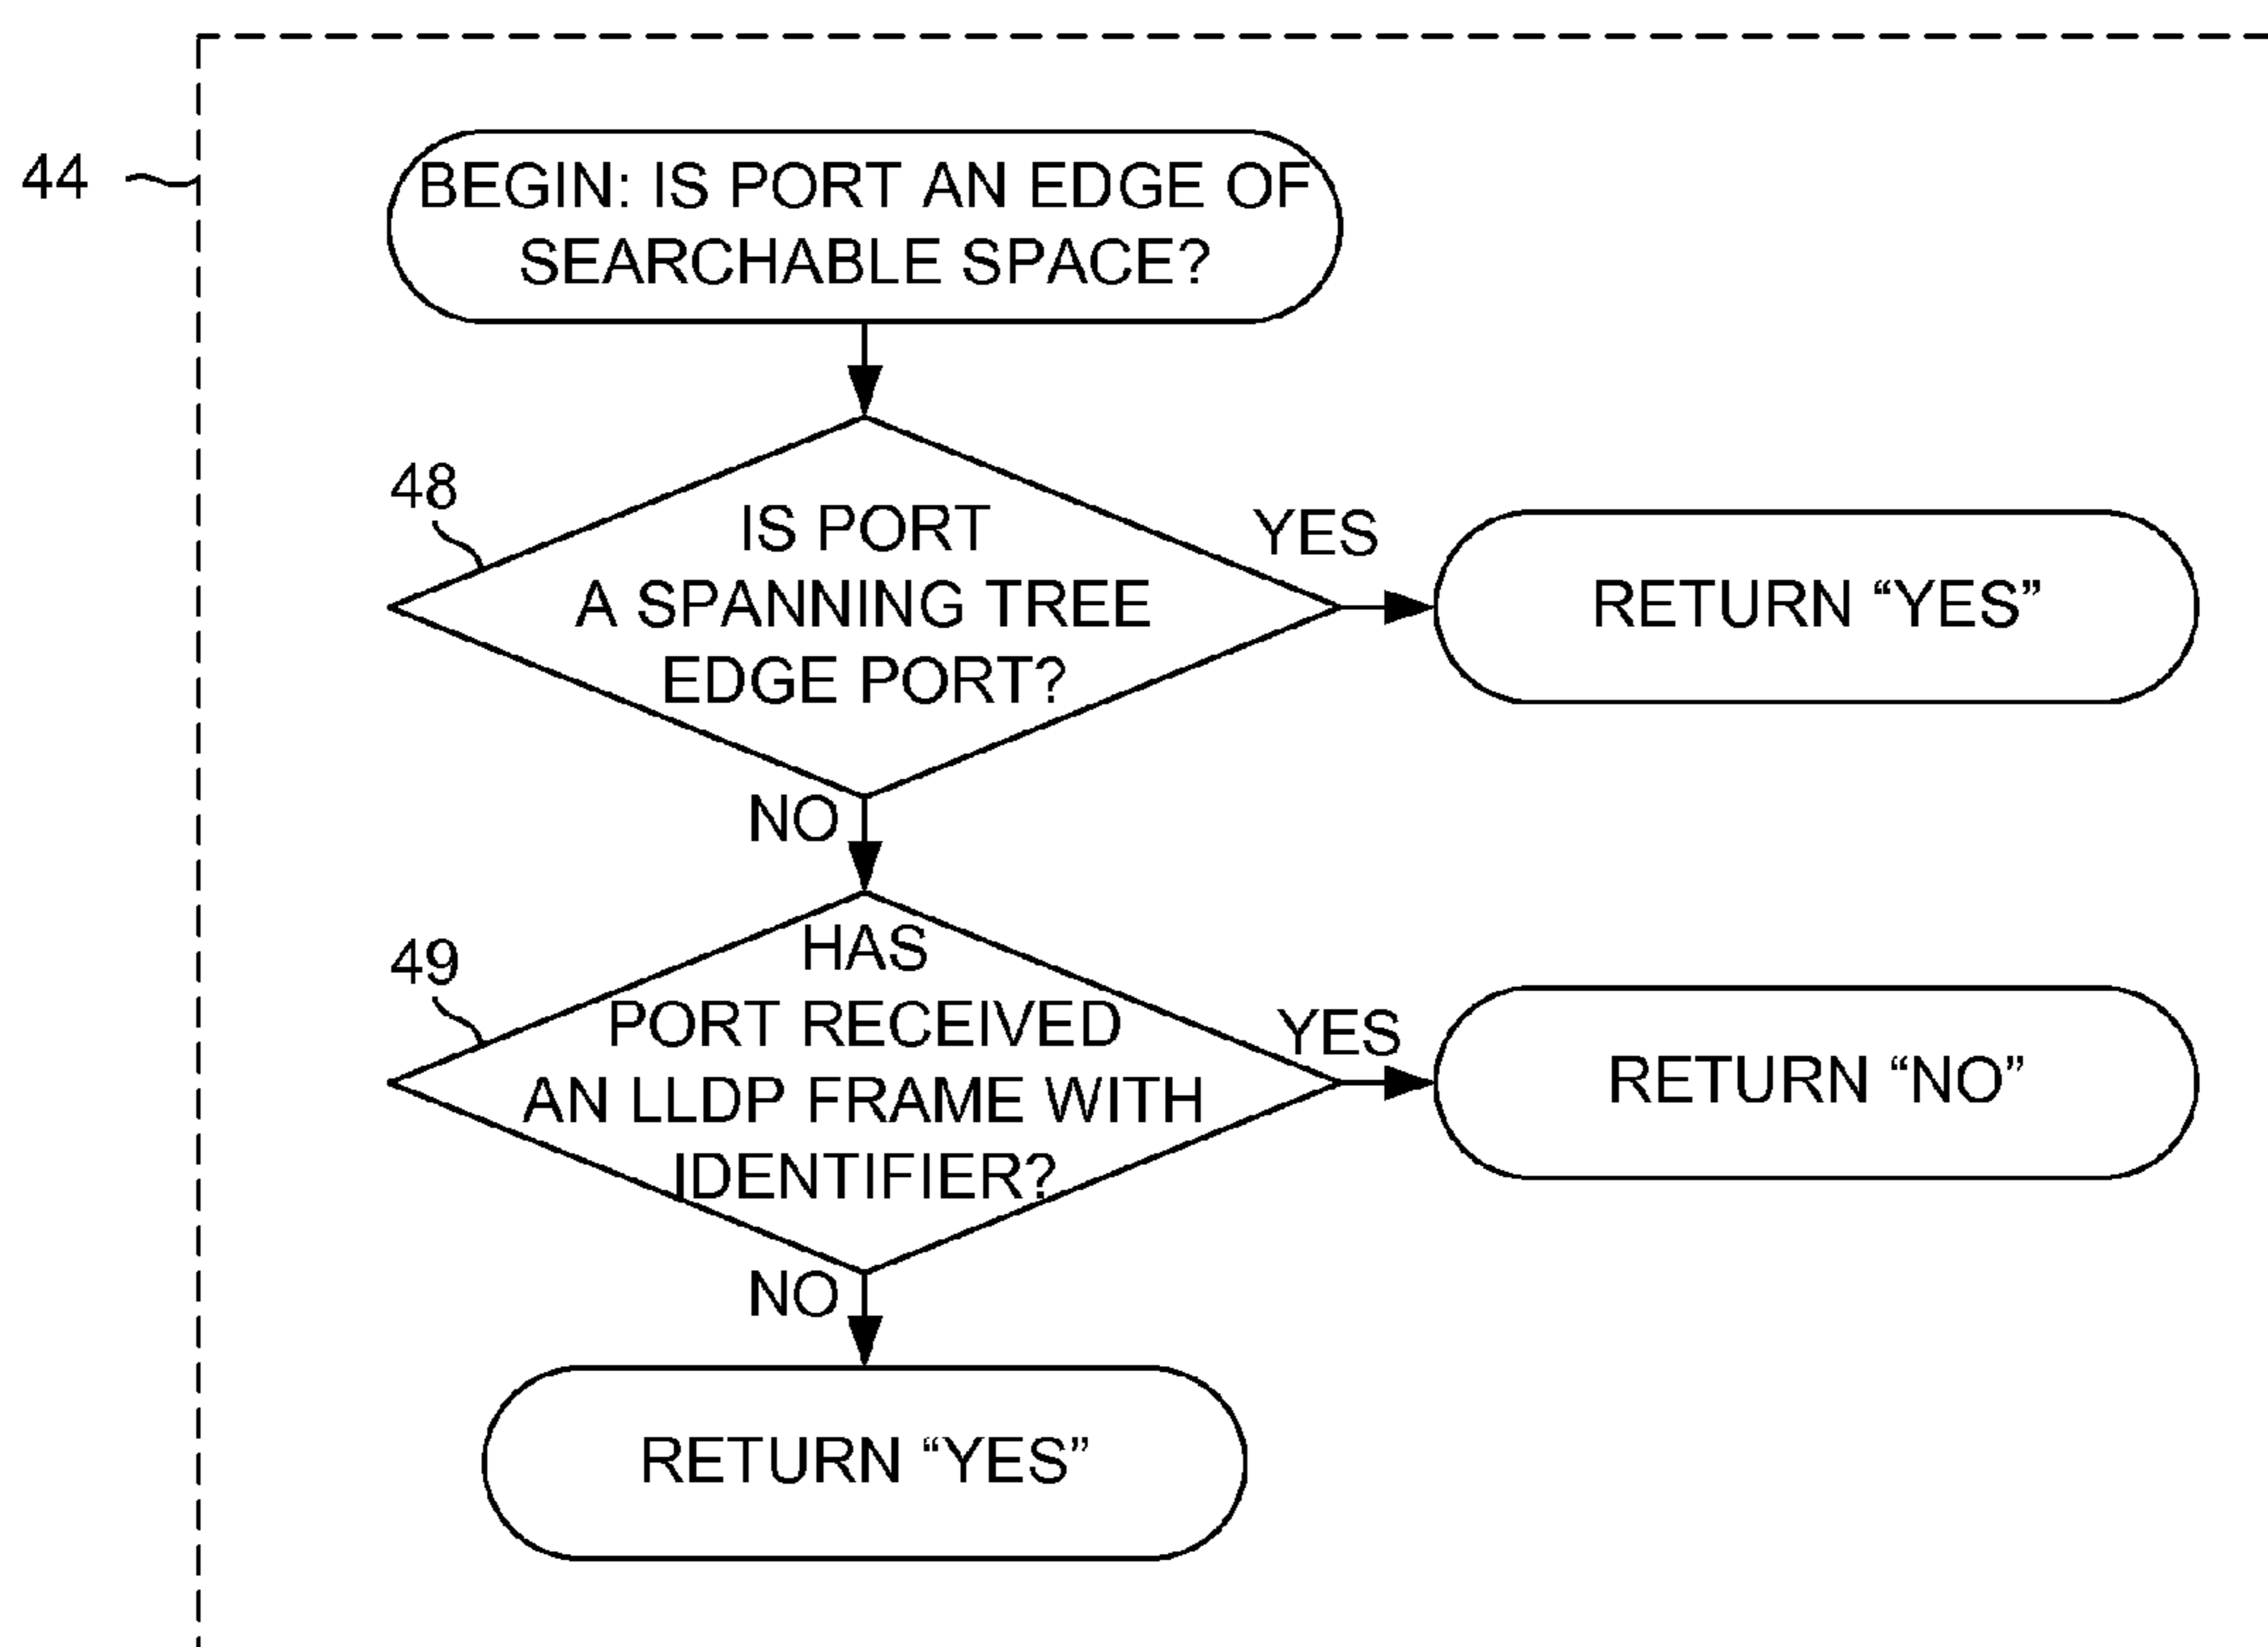 44
BEGIN: IS PORT AN EDGE OF
SEARCHABLE SPACE?
48
IS PORT
A SPANNING TREE
EDGE PORT?
YES
RETURN “YES”
NO
49
HAS
PORT RECEIVED
AN LLDP FRAME WITH
IDENTIFIER?
YES
RETURN “NO”
NO
RETURN “YES”